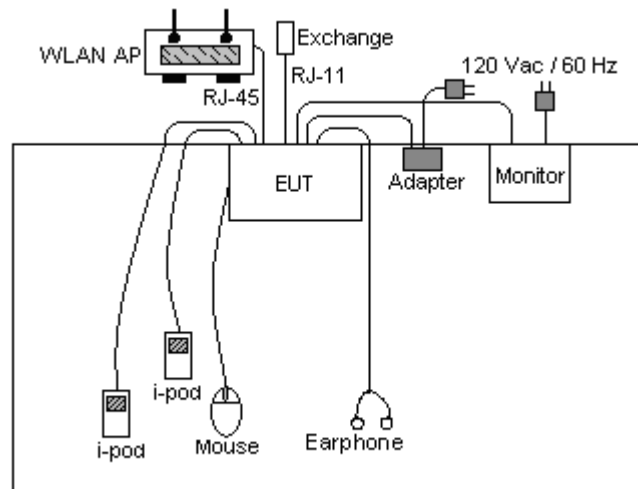 WLAN AP
Exchange
RJ-45
RJ-11
120 Vac / 60 Hz
EUT
Adapter
Monitor
i-pod
i-pod
Mouse
Earphone